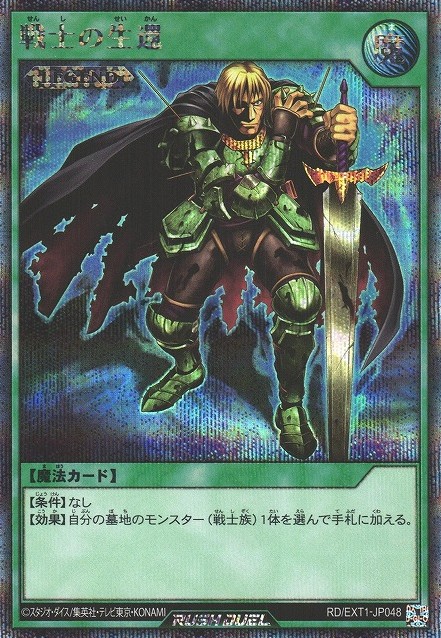 戦士の生還
魔
LEGEND
【魔法カード】
【条件】なし
【効果】自分の墓地のモンスター(戦士族)1体を選んで手札に加える。
©スタジオ・ダイス/集英社・テレビ東京・KONAMI
RUSH DUEL
RD/EXT1-JP048